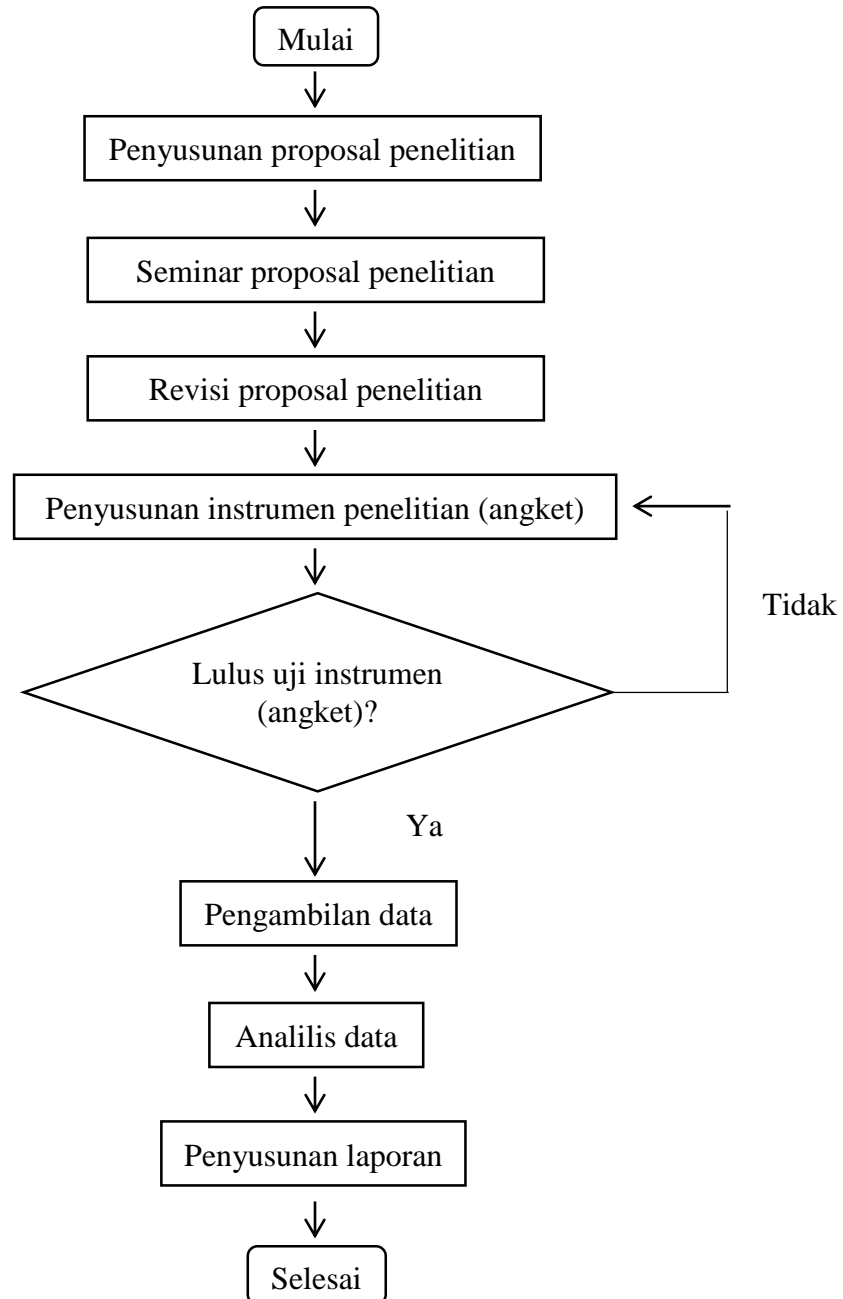 Mulai
Penyusunan proposal penelitian
Seminar proposal penelitian
Revisi proposal penelitian
Penyusunan instrumen penelitian (angket)
Tidak
Lulus uji instrumen
(angket)?
Ya
Pengambilan data
Analilis data
Penyusunan laporan
Selesai